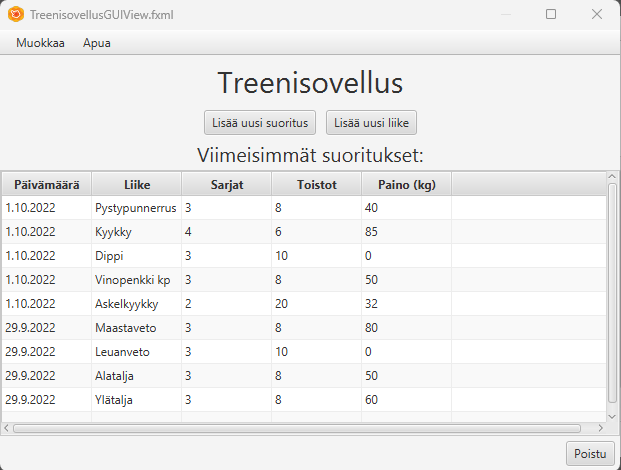 TreenisovellusGUIView.fxml
Muokkaa Apua
Treenisovellus
Lisää uusi suoritus Lisää uusi liike
Viimeisimmät suoritukset:
Päivämäärä Liike Sarjat Toistot Paino (kg)
1.10.2022 Pystypunnerrus 3 8 40
1.10.2022 Kyykky 4 6 85
1.10.2022 Dippi 3 10 0
1.10.2022 Vinopenkki kp 3 8 50
1.10.2022 Askelkyykky 2 20 32
29.9.2022 Maastaveto 3 8 80
29.9.2022 Leuanveto 3 10 0
29.9.2022 Alatalja 3 8 50
29.9.2022 Ylätalja 3 8 60
Poistu